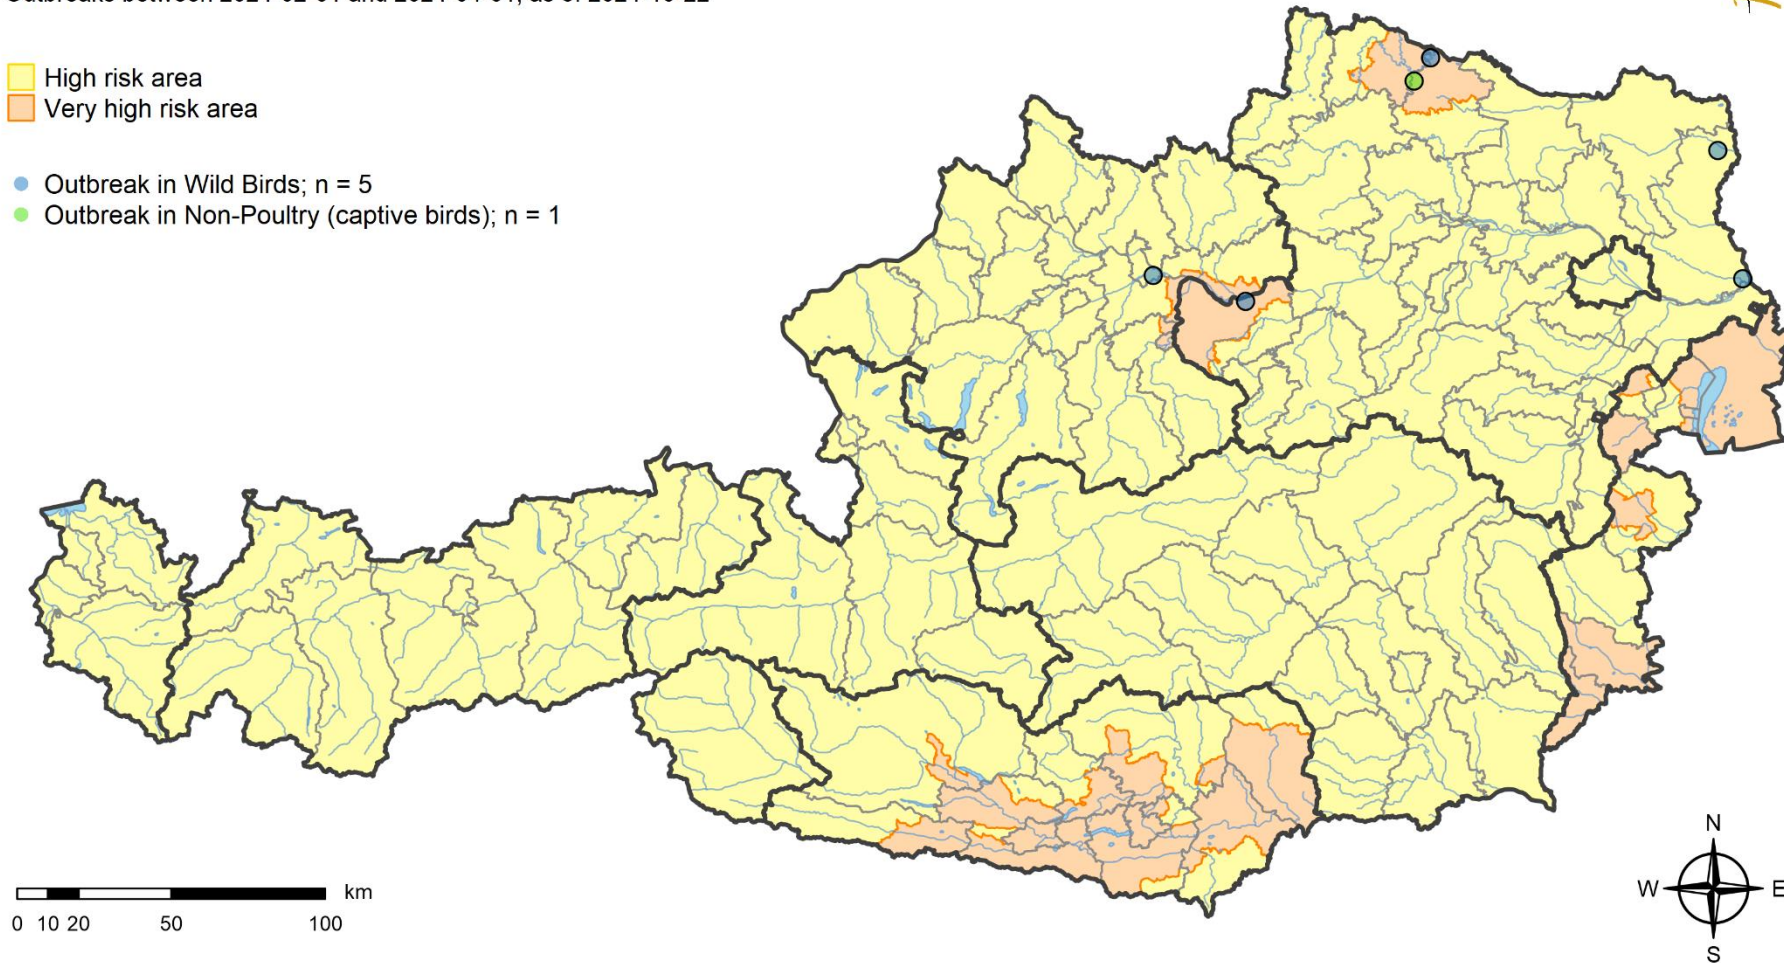 High risk area
Very high risk area
Outbreak in Wild Birds; n = 5
Outbreak in Non-Poultry (captive birds); n = 1
km
0 10 20 50 100
N
W E
S